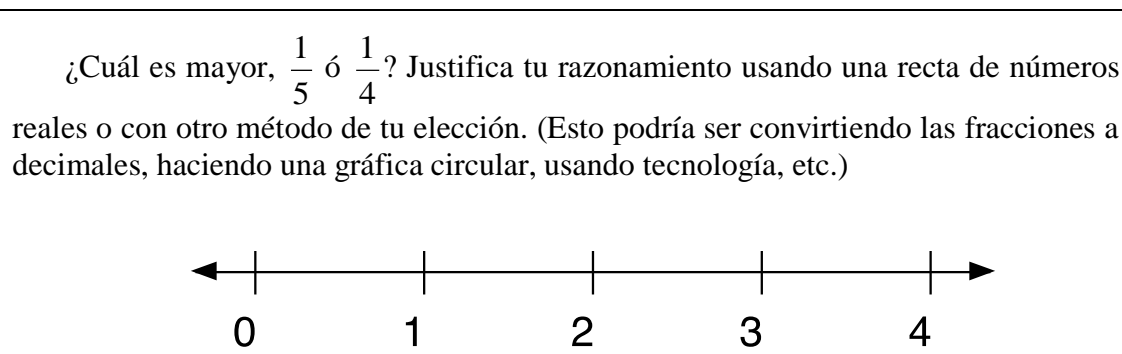 ¿Cuál es mayor, 1/5 ó 1/4? Justifica tu razonamiento usando una recta de números
reales o con otro método de tu elección. (Esto podría ser convirtiendo las fracciones a
decimales, haciendo una gráfica circular, usando tecnología, etc.)
0 1 2 3 4